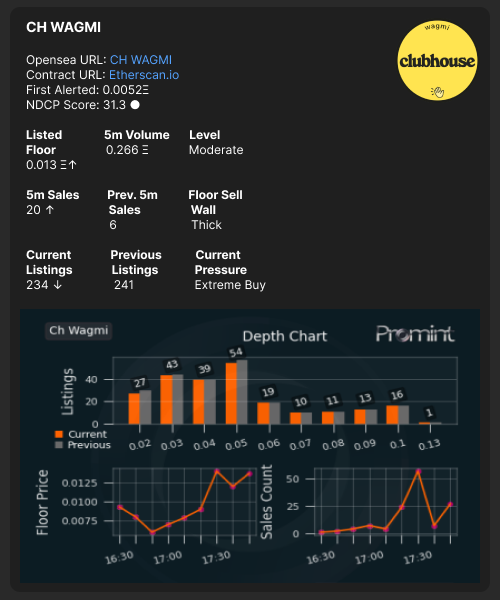 CH WAGMI
wagmi
clubhouse
Opensea URL: CH WAGMI
Contract URL: Etherscan.io
First Alerted: 0.0052Ξ
NDCP Score: 31.3
Listed Floor 5m Volume Level
0.013 Ξ↑ 0.266 Ξ Moderate
5m Sales Prev. 5m Sales Floor Sell Wall
20 ↑ 6 Thick
Current Listings Previous Listings Current Pressure
234 ↓ 241 Extreme Buy
Ch Wagmi
Depth Chart
Promint
Listings
40
20
0
27 43 39 54 19 10 11 13 16 1
0.02 0.03 0.04 0.05 0.06 0.07 0.08 0.09 0.1 0.13
Current
Previous
Floor Price
0.0125
0.0100
0.0075
16:30 17:00 17:30
Sales Count
50
25
0
16:30 17:00 17:30